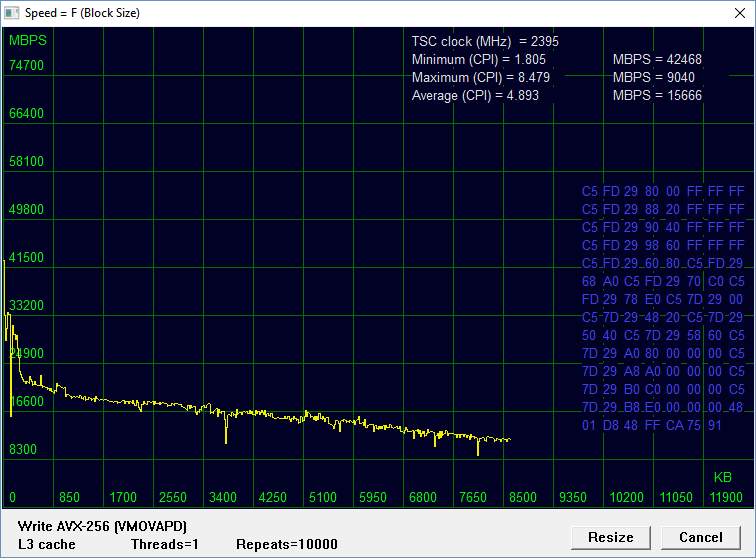 Speed = F (Block Size)
MBPS
TSC clock (MHz) = 2395
Minimum (CPI) = 1.805 MBPS = 42468
Maximum (CPI) = 8.479 MBPS = 9040
Average (CPI) = 4.893 MBPS = 15666
74700
66400
58100
49800
41500
33200
24900
16600
8300
C5 FD 29 80 00 FF FF FF
C5 FD 29 88 20 FF FF FF
C5 FD 29 90 40 FF FF FF
C5 FD 29 98 60 FF FF FF
C5 FD 29 60 80 C5 FD 29
68 A0 C5 FD 29 70 C0 C5
FD 29 78 E0 C5 7D 29 00
C5 7D 29 48 20 C5 7D 29
50 40 C5 7D 29 58 60 C5
7D 29 A0 80 00 00 00 C5
7D 29 A8 A0 00 00 00 C5
7D 29 B0 C0 00 00 00 C5
7D 29 B8 E0 00 00 00 48
01 D8 48 FF CA 75 91
KB
0 850 1700 2550 3400 4250 5100 5950 6800 7650 8500 9350 10200 11050 11900
Write AVX-256 (VMOVAPD)
L3 cache Threads=1 Repeats=10000
Resize Cancel